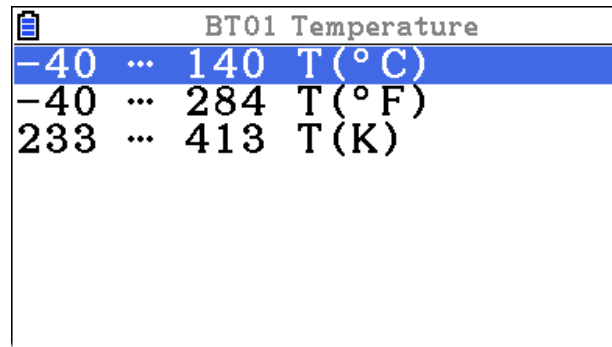 BT01 Temperature
−40 ⋯ 140 T(°C)
−40 ⋯ 284 T(°F)
233 ⋯ 413 T(K)